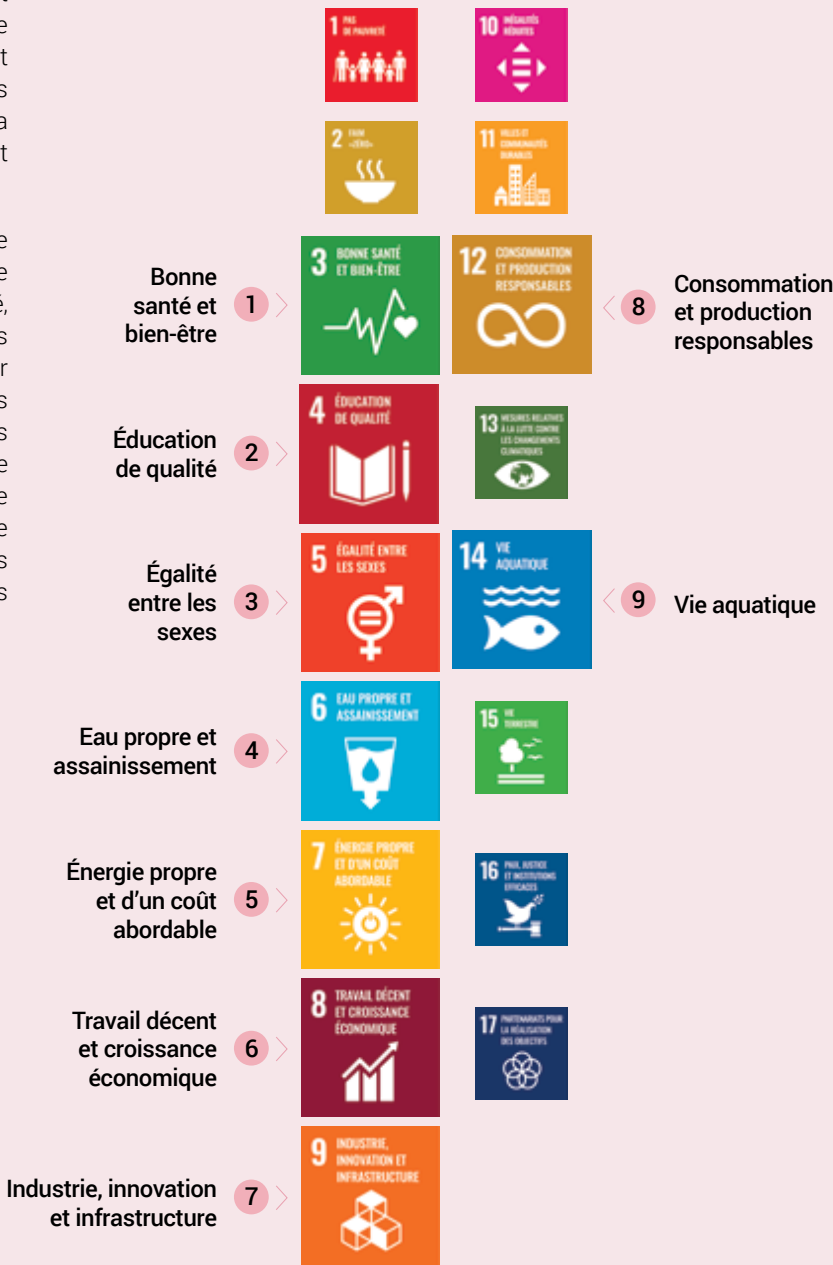 e
t
s
a
t
e
e
é,
s
r
s
s
e
e
e
s
s
1 PAS
DE PAUVRETÉ
10 INÉGALITÉS
RÉDUITES
2 FAIM
«ZÉRO»
11 VILLES ET
COMMUNAUTÉS
DURABLES
Bonne
santé et
bien-être
1
3 BONNE SANTÉ
ET BIEN-ÊTRE
12 CONSOMMATION
ET PRODUCTION
RESPONSABLES
8
Consommation
et production
responsables
Éducation
de qualité
2
4 ÉDUCATION
DE QUALITÉ
13 MESURES RELATIVES
À LA LUTTE CONTRE
LES CHANGEMENTS
CLIMATIQUES
Égalité
entre les
sexes
3
5 ÉGALITÉ ENTRE
LES SEXES
14 VIE
AQUATIQUE
9
Vie aquatique
Eau propre et
assainissement
4
6 EAU PROPRE ET
ASSAINISSEMENT
15 VIE
TERRESTRE
Énergie propre
et d’un coût
abordable
5
7 ÉNERGIE PROPRE
ET D'UN COÛT
ABORDABLE
16 PAIX, JUSTICE
ET INSTITUTIONS
EFFICACES
Travail décent
et croissance
économique
6
8 TRAVAIL DÉCENT
ET CROISSANCE
ÉCONOMIQUE
17 PARTENARIATS POUR
LA RÉALISATION
DES OBJECTIFS
Industrie, innovation
et infrastructure
7
9 INDUSTRIE,
INNOVATION ET
INFRASTRUCTURE